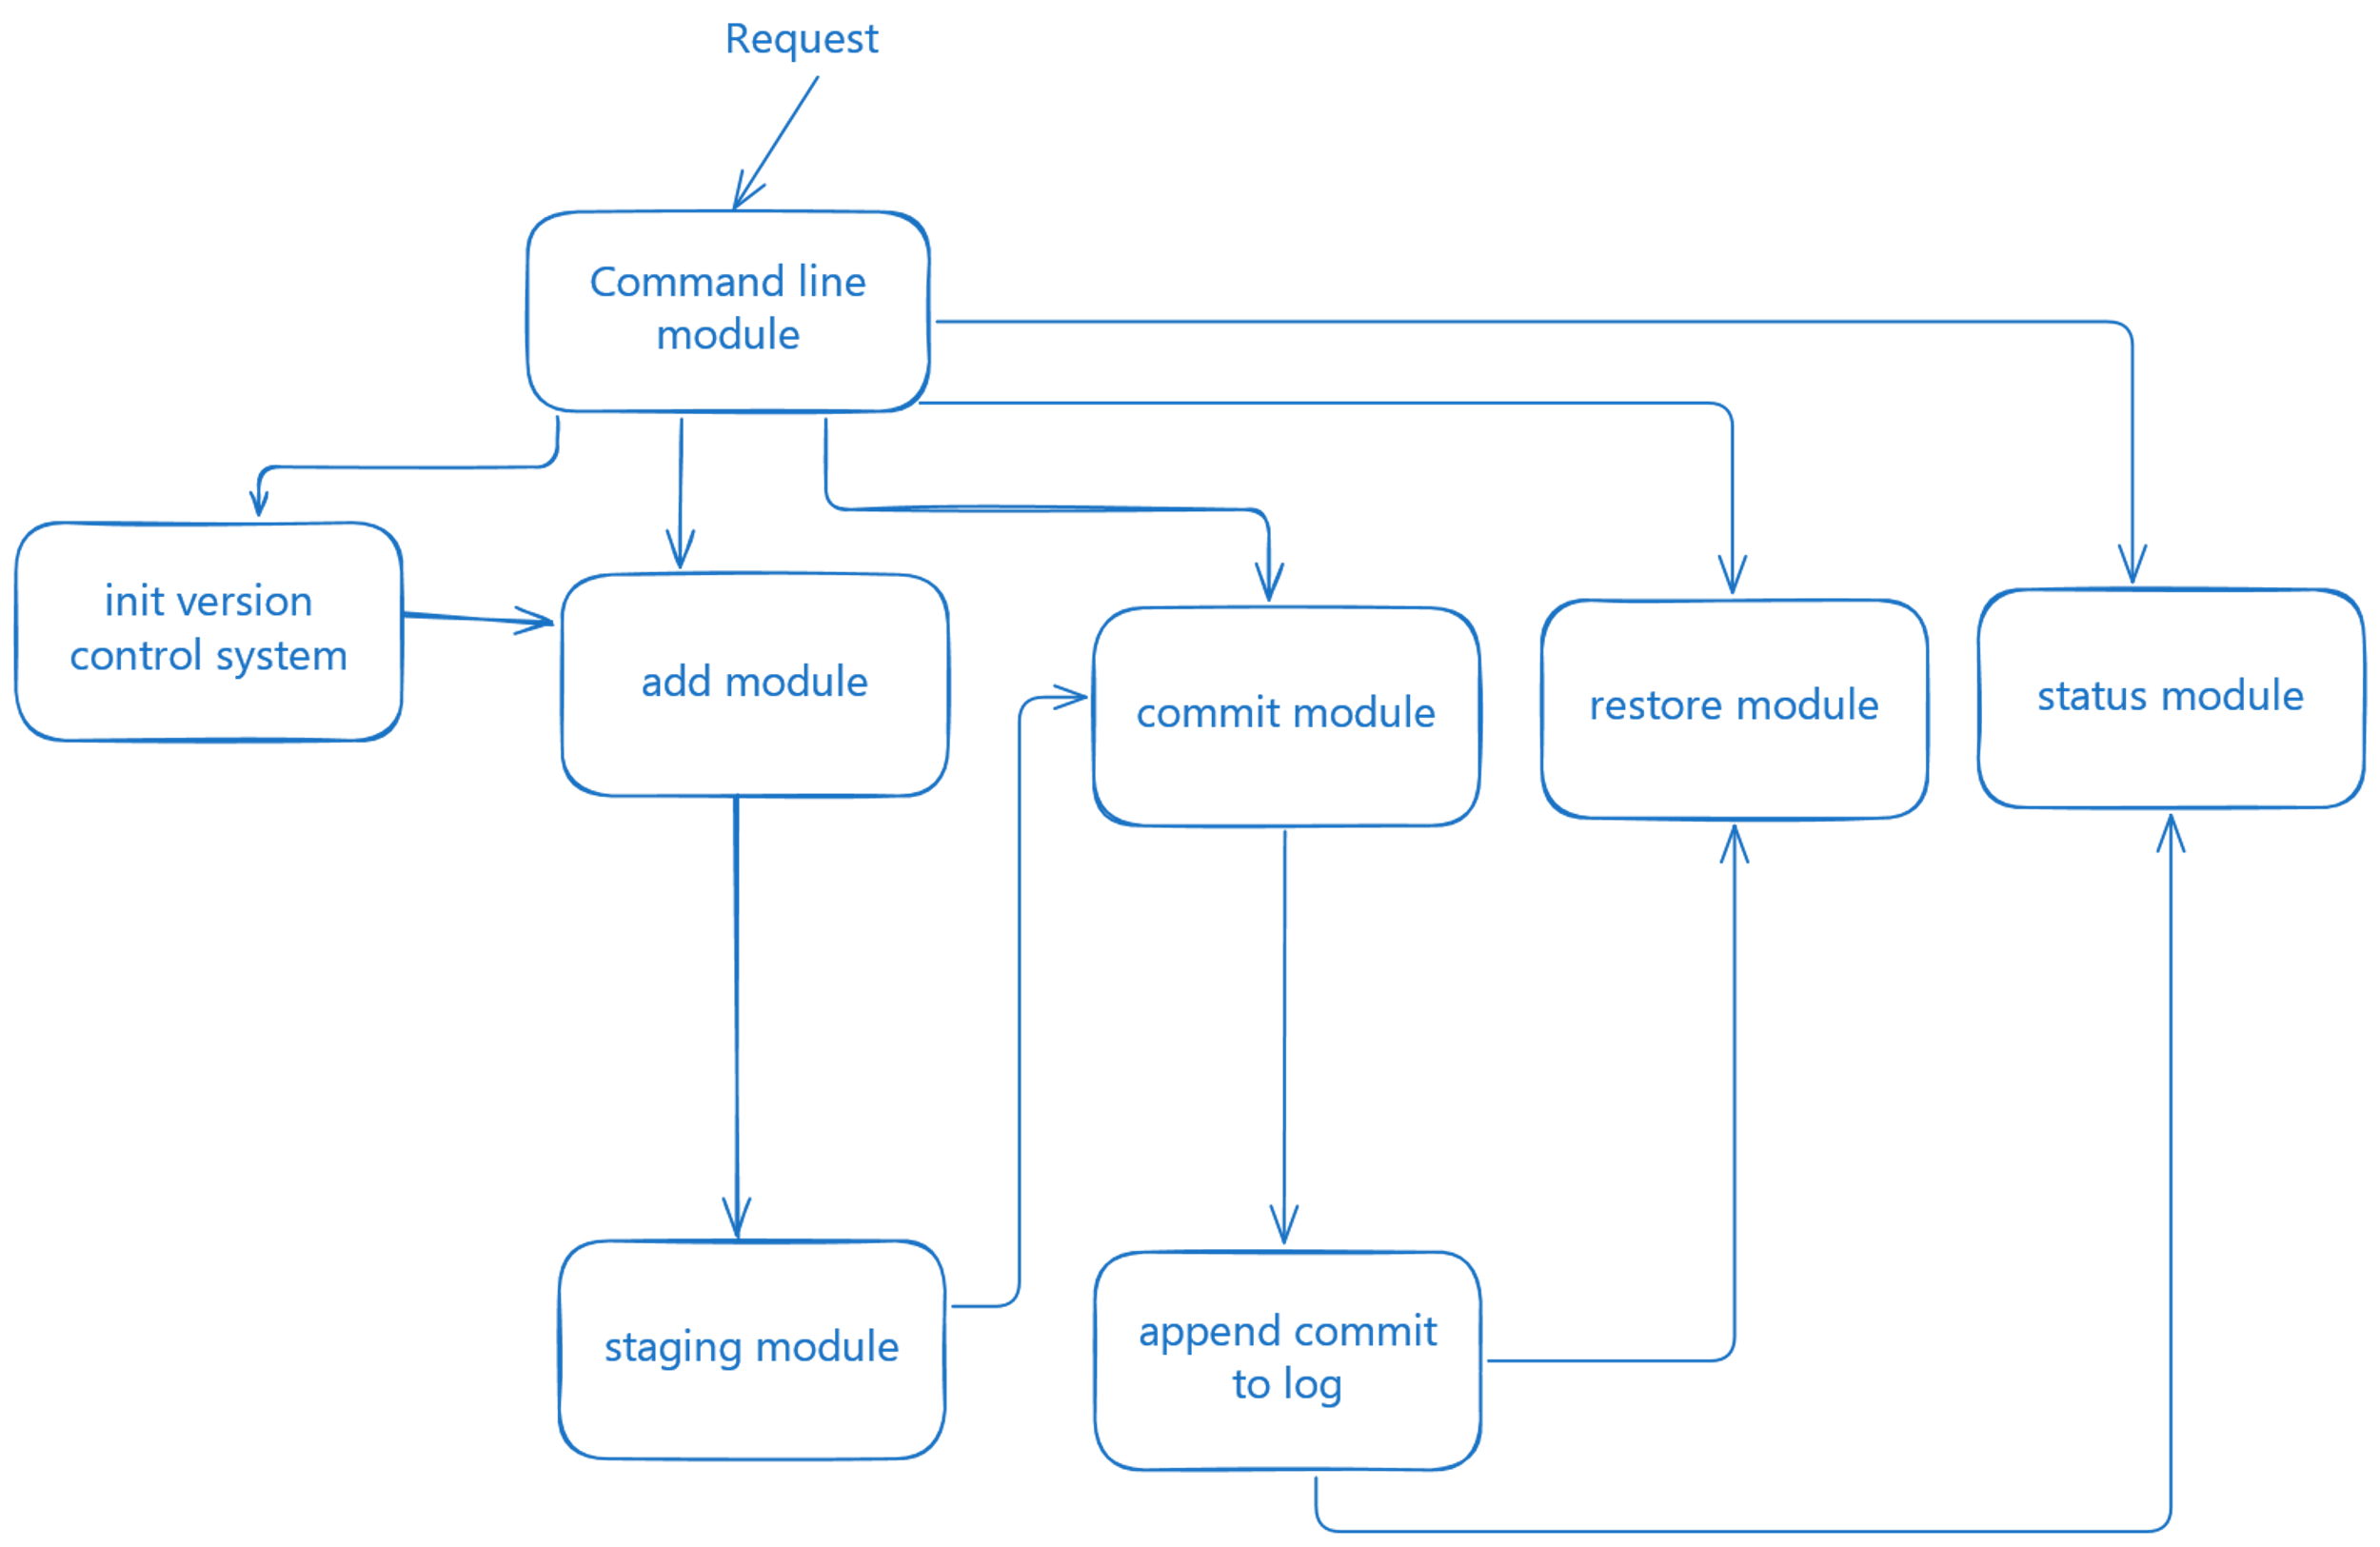 Request
Command line
module
init version
control system
add module
commit module
restore module
status module
staging module
append commit
to log